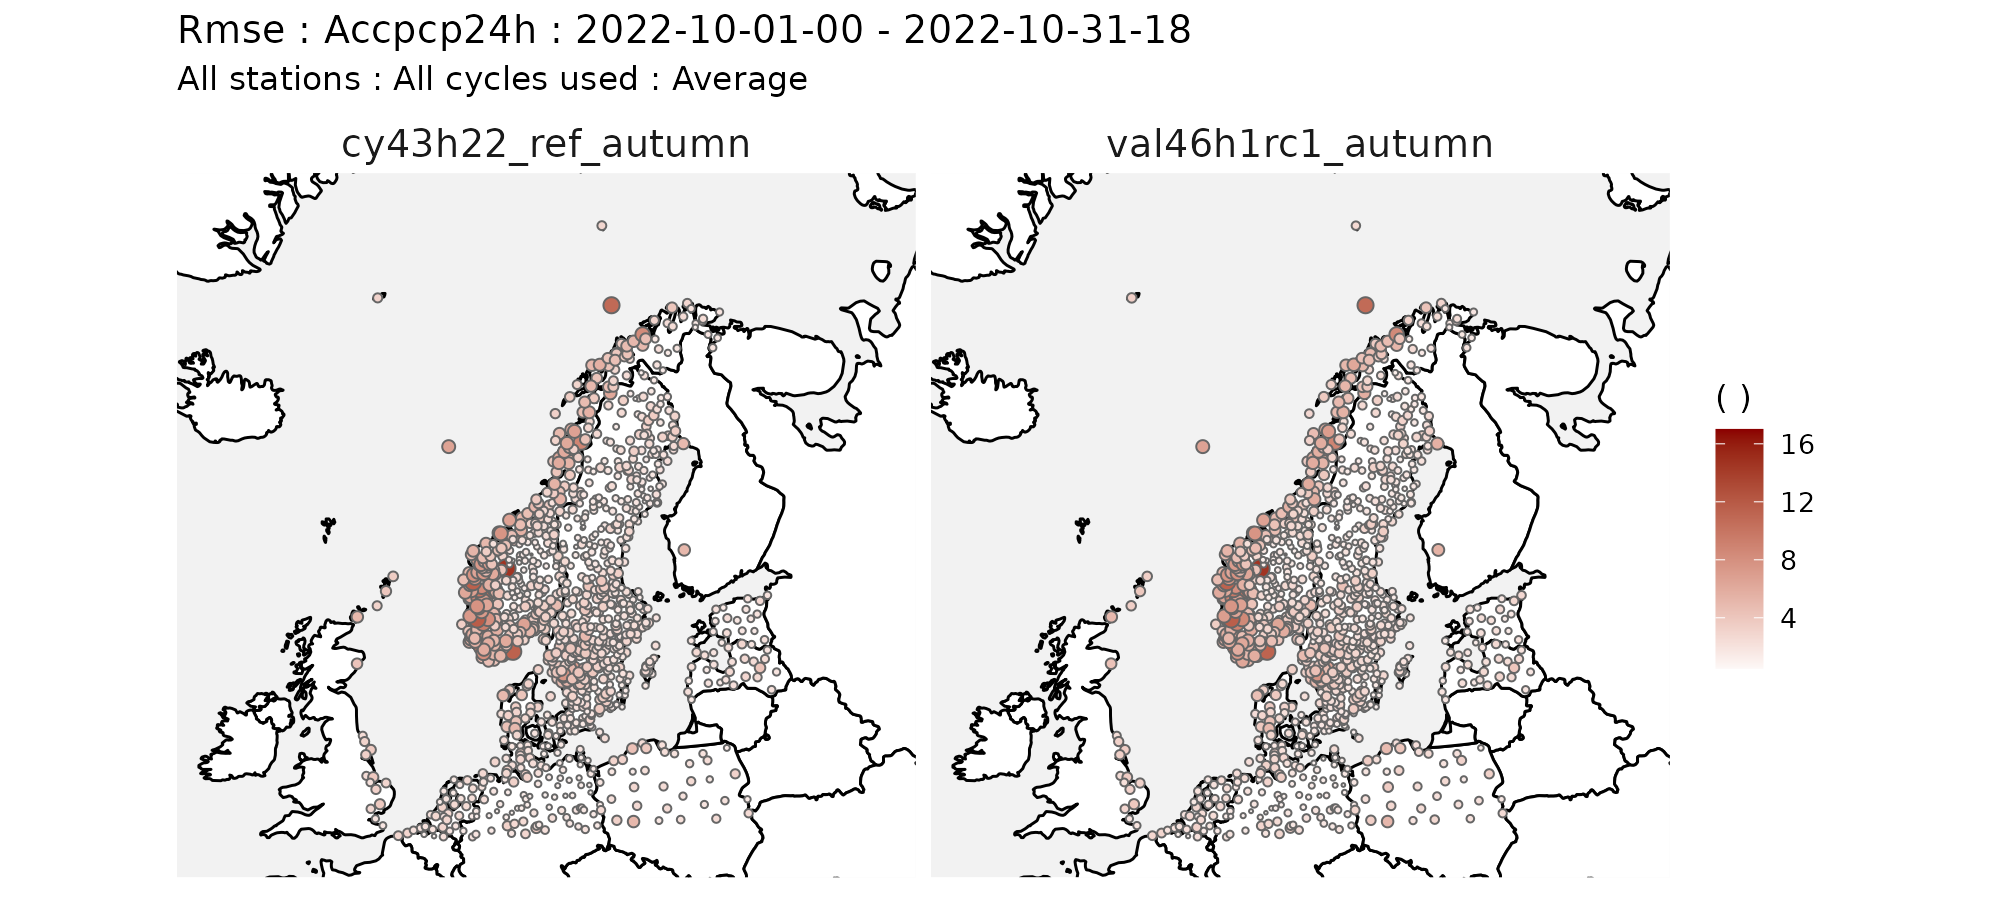 Rmse : Accpcp24h : 2022-10-01-00 - 2022-10-31-18
All stations : All cycles used : Average
cy43h22_ref_autumn
val46h1rc1_autumn
( )
16
12
8
4